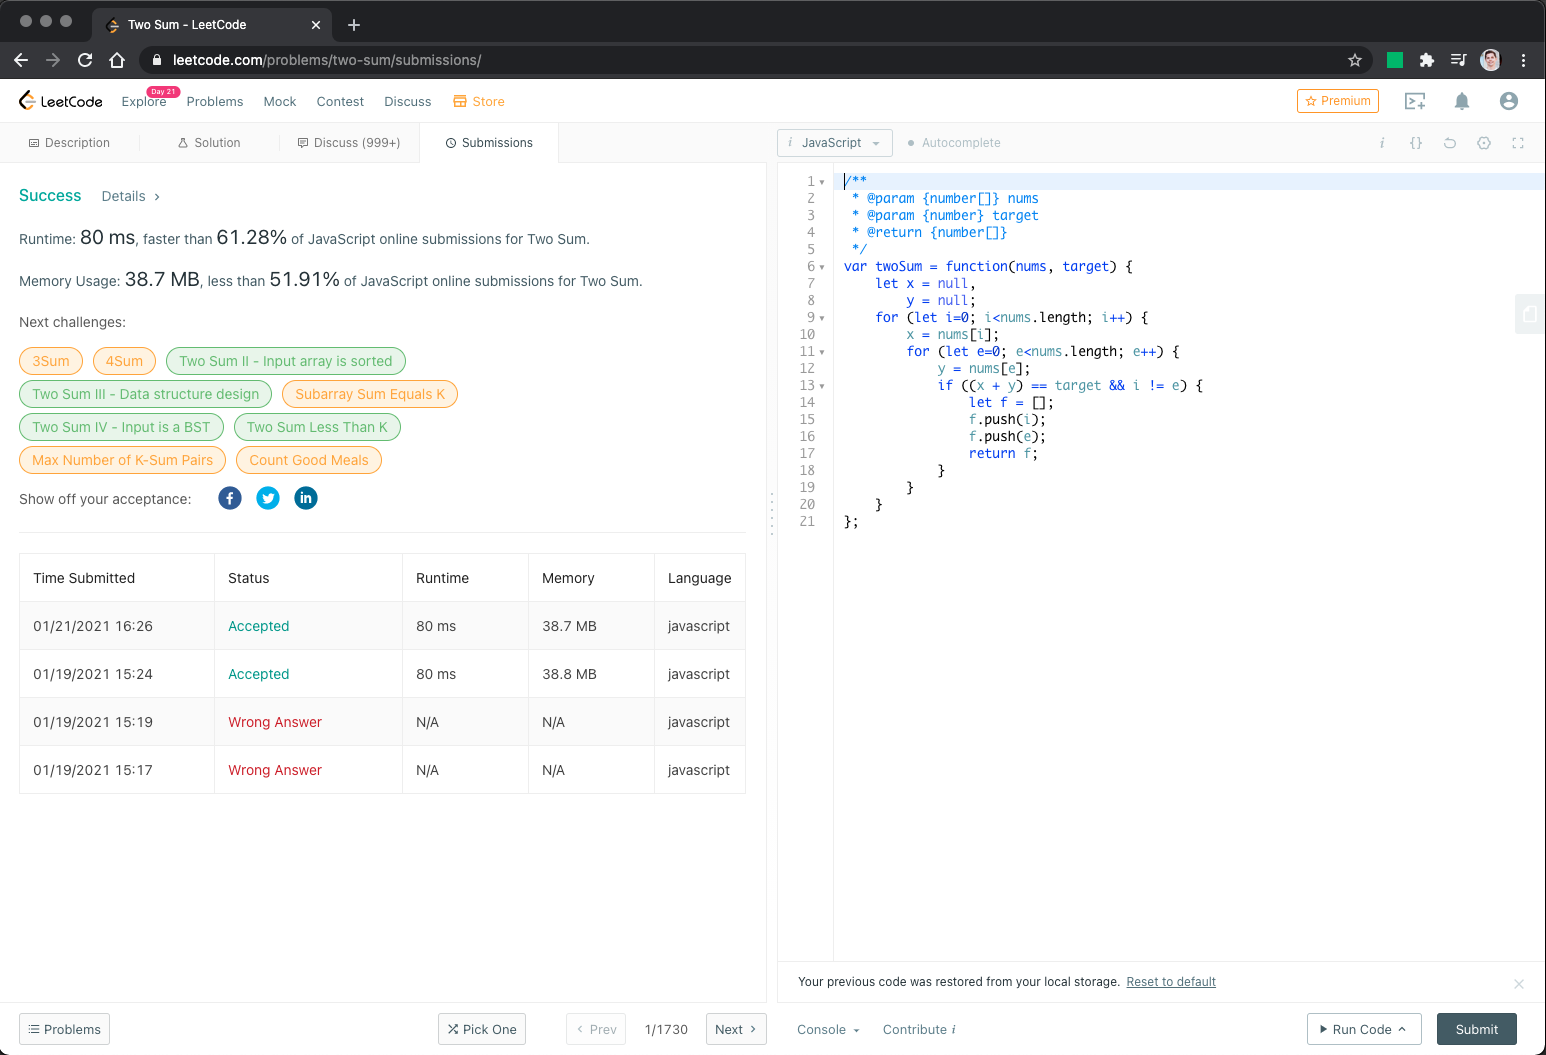 Two Sum - LeetCode
leetcode.com/problems/two-sum/submissions/
LeetCode Explore Day 21 Problems Mock Contest Discuss Store Premium
Description Solution Discuss (999+) Submissions
i JavaScript Autocomplete i {}
Success Details >
Runtime: 80 ms, faster than 61.28% of JavaScript online submissions for Two Sum.
Memory Usage: 38.7 MB, less than 51.91% of JavaScript online submissions for Two Sum.
Next challenges:
3Sum 4Sum Two Sum II - Input array is sorted
Two Sum III - Data structure design Subarray Sum Equals K
Two Sum IV - Input is a BST Two Sum Less Than K
Max Number of K-Sum Pairs Count Good Meals
Show off your acceptance: f in
Time Submitted Status Runtime Memory Language
01/21/2021 16:26 Accepted 80 ms 38.7 MB javascript
01/19/2021 15:24 Accepted 80 ms 38.8 MB javascript
01/19/2021 15:19 Wrong Answer N/A N/A javascript
01/19/2021 15:17 Wrong Answer N/A N/A javascript
1 /**
2 * @param {number[]} nums
3 * @param {number} target
4 * @return {number[]}
5 */
6 var twoSum = function(nums, target) {
7 let x = null,
8 y = null;
9 for (let i=0; i<nums.length; i++) {
10 x = nums[i];
11 for (let e=0; e<nums.length; e++) {
12 y = nums[e];
13 if ((x + y) == target && i != e) {
14 let f = [];
15 f.push(i);
16 f.push(e);
17 return f;
18 }
19 }
20 }
21 };
Your previous code was restored from your local storage. Reset to default
Problems Pick One < Prev 1/1730 Next > Console Contribute i Run Code Submit